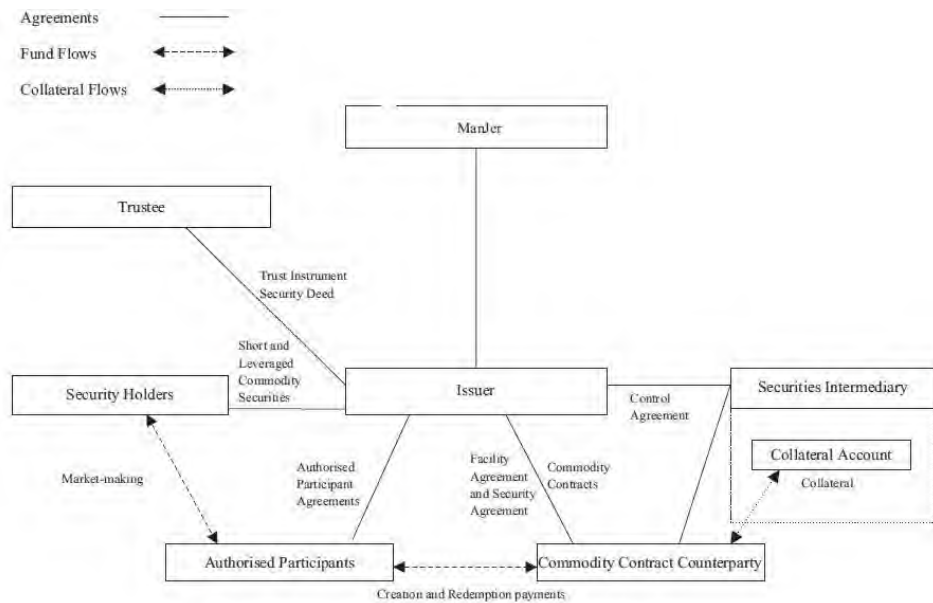 Agreements
Fund Flows
Collateral Flows
ManJer
Trustee
Trust Instrument
Security Deed
Short and
Leveraged
Commodity
Securities
Security Holders
Issuer
Securities Intermediary
Control
Agreement
Collateral Account
Collateral
Market-making
Authorised
Participant
Agreements
Facility
Agreement
and Security
Agreement
Commodity
Contracts
Authorised Participants
Commodity Contract Counterparty
Creation and Redemption payments